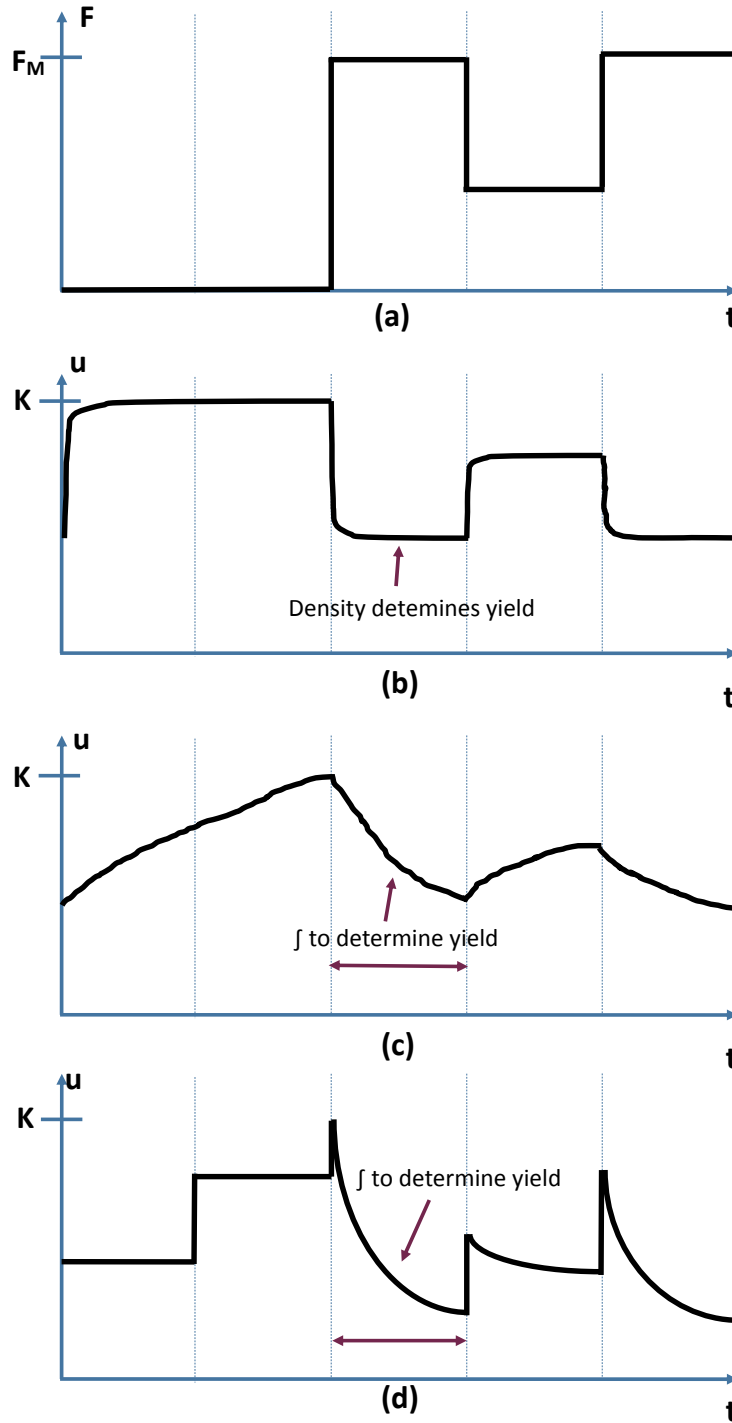 F
F_M
(a)
t
u
K
Density detemines yield
(b)
t
u
K
∫ to determine yield
(c)
t
u
K
∫ to determine yield
(d)
t